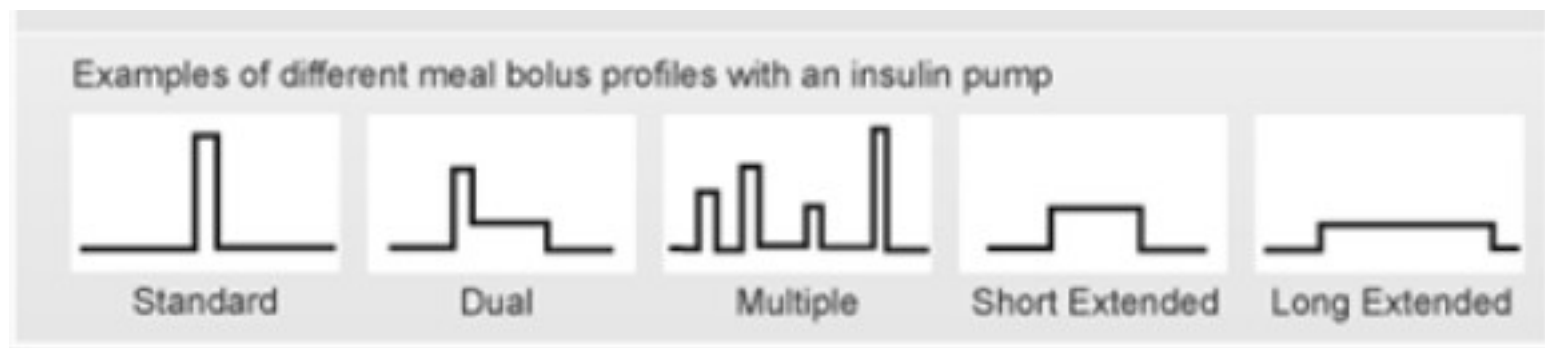 Examples of different meal bolus profiles with an insulin pump
Standard Dual Multiple Short Extended Long Extended